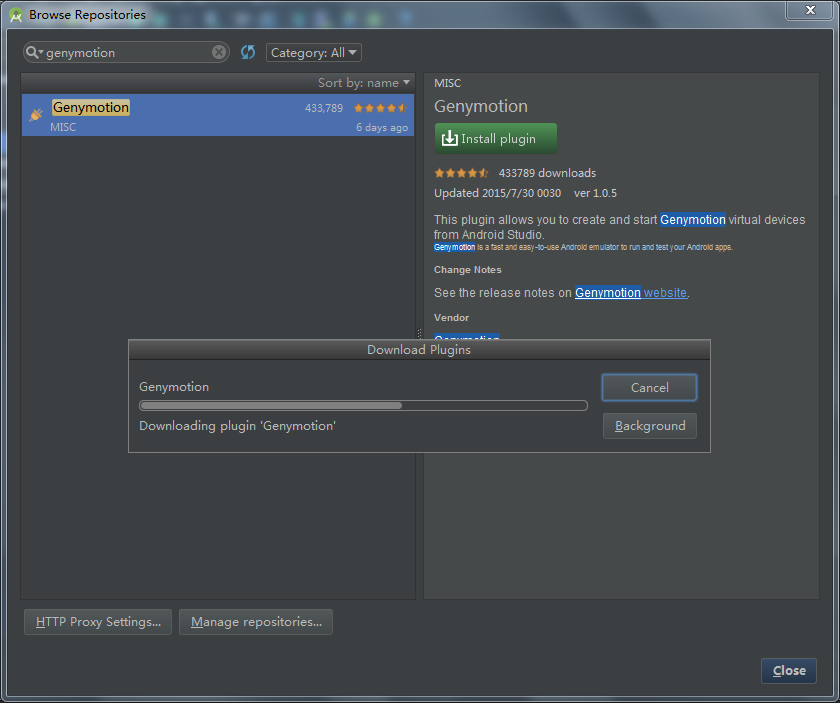 Browse Repositories
genymotion
Category: All
Sort by: name
Genymotion
433,789
MISC
6 days ago
MISC
Genymotion
Install plugin
433789 downloads
Updated 2015/7/30 0030 ver 1.0.5
This plugin allows you to create and start Genymotion virtual devices
from Android Studio.
Genymotion is a fast and easy-to-use Android emulator to run and test your Android apps.
Change Notes
See the release notes on Genymotion website.
Vendor
Genymotion
Download Plugins
Genymotion
Cancel
Downloading plugin 'Genymotion'
Background
HTTP Proxy Settings...
Manage repositories...
Close